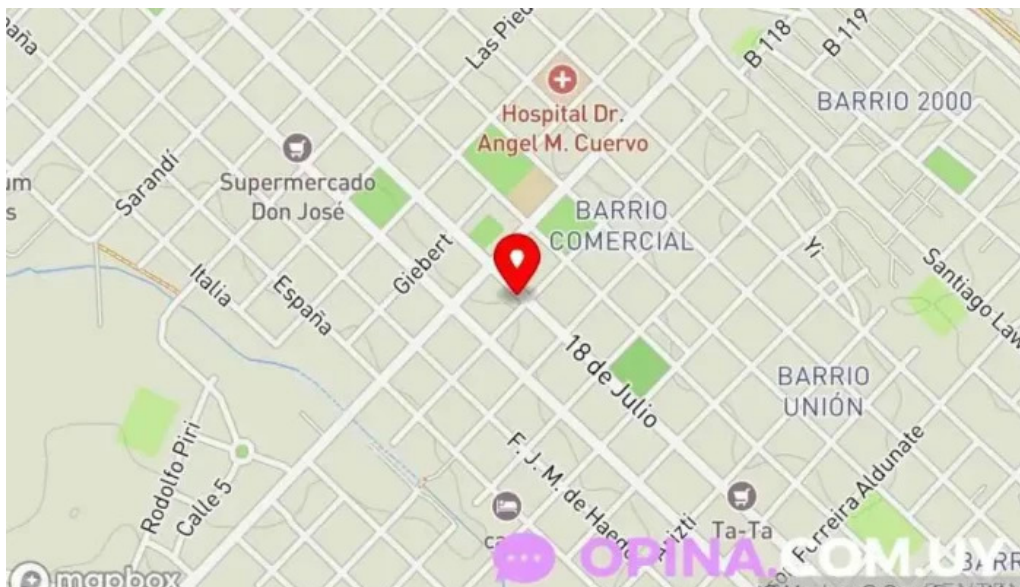 Las Pied
B 118
B 119
BARRIO 2000
Hospital Dr.
Angel M. Cuervo
Sarandí
Supermercado
Don José
BARRIO
COMERCIAL
Giebert
Yi
Santiago Law
Italia
España
18 de Julio
BARRIO
UNIÓN
Rodolfo Piri
Calle 5
F. J. M. de Haedo
Ta-Ta
Ferreira Aldunate
OPINA.COM.UY
mapbox